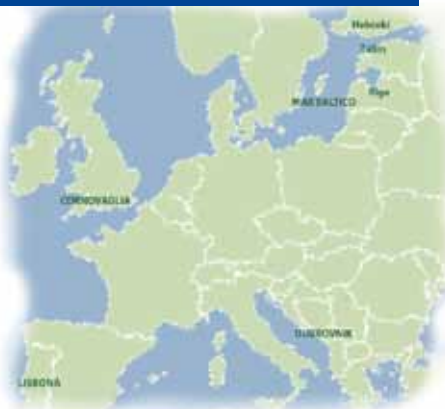 Helsinki
Tallin
Riga
MAR BALTICO
CORNOVAGLIA
DUBROVNIK
LISBONA